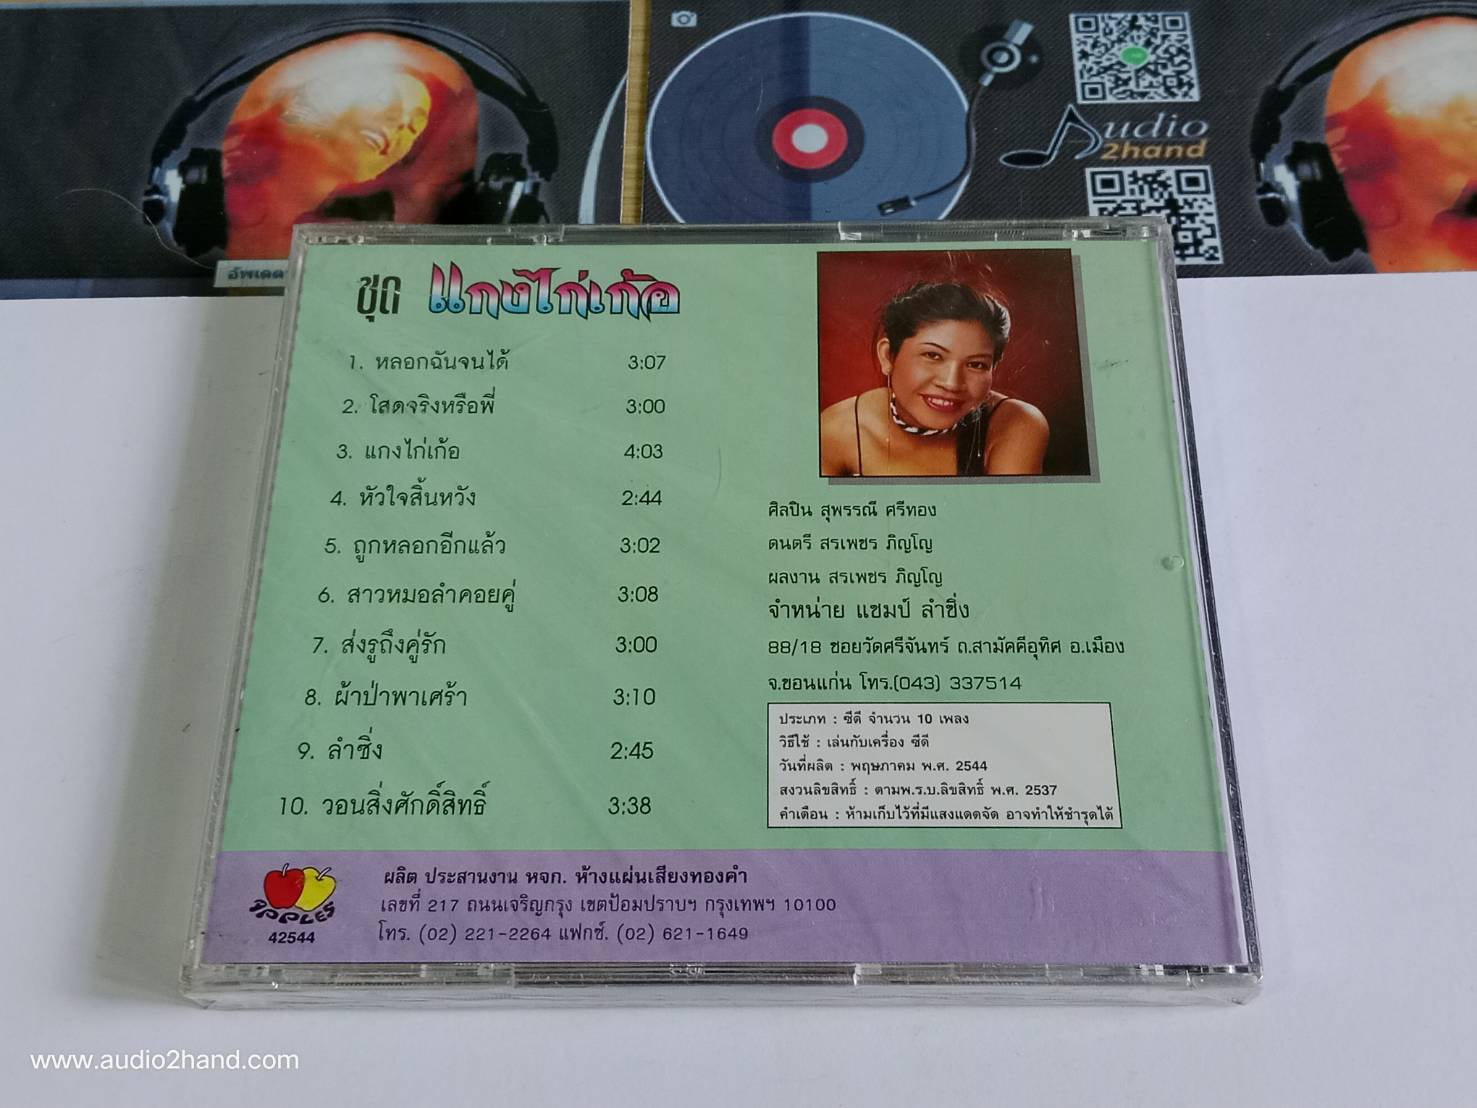 udio
2hand
อัพเดต
ชุด แกงไก่เก้อ
1. หลอกฉันจนได้ 3:07
2. โสดจริงหรือพี่ 3:00
3. แกงไก่เก้อ 4:03
4. หัวใจสิ้นหวัง 2:44
5. ถูกหลอกอีกแล้ว 3:02
6. สาวหมอลำคอยคู่ 3:08
7. ส่งรูถึงคู่รัก 3:00
8. ผ้าป่าพาเศร้า 3:10
9. ลำซิ่ง 2:45
10. วอนสิ่งศักดิ์สิทธิ์ 3:38
ศิลปิน สุพรรณี ศรีทอง
ดนตรี สรเพชร ภิญโญ
ผลงาน สรเพชร ภิญโญ
จำหน่าย แชมป์ ลำซิ่ง
88/18 ซอยวัดศรีจันทร์ ถ.สามัคคีอุทิศ อ.เมือง
จ.ขอนแก่น โทร.(043) 337514
ประเภท : ซีดี จำนวน 10 เพลง
วิธีใช้ : เล่นกับเครื่อง ซีดี
วันที่ผลิต : พฤษภาคม พ.ศ. 2544
สงวนลิขสิทธิ์ : ตามพ.ร.บ.ลิขสิทธิ์ พ.ศ. 2537
คำเตือน : ห้ามเก็บไว้ที่มีแสงแดดจัด อาจทำให้ชำรุดได้
APPLES
42544
ผลิต ประสานงาน หจก. ห้างแผ่นเสียงทองคำ
เลขที่ 217 ถนนเจริญกรุง เขตป้อมปราบฯ กรุงเทพฯ 10100
โทร. (02) 221-2264 แฟกซ์. (02) 621-1649
www.audio2hand.com